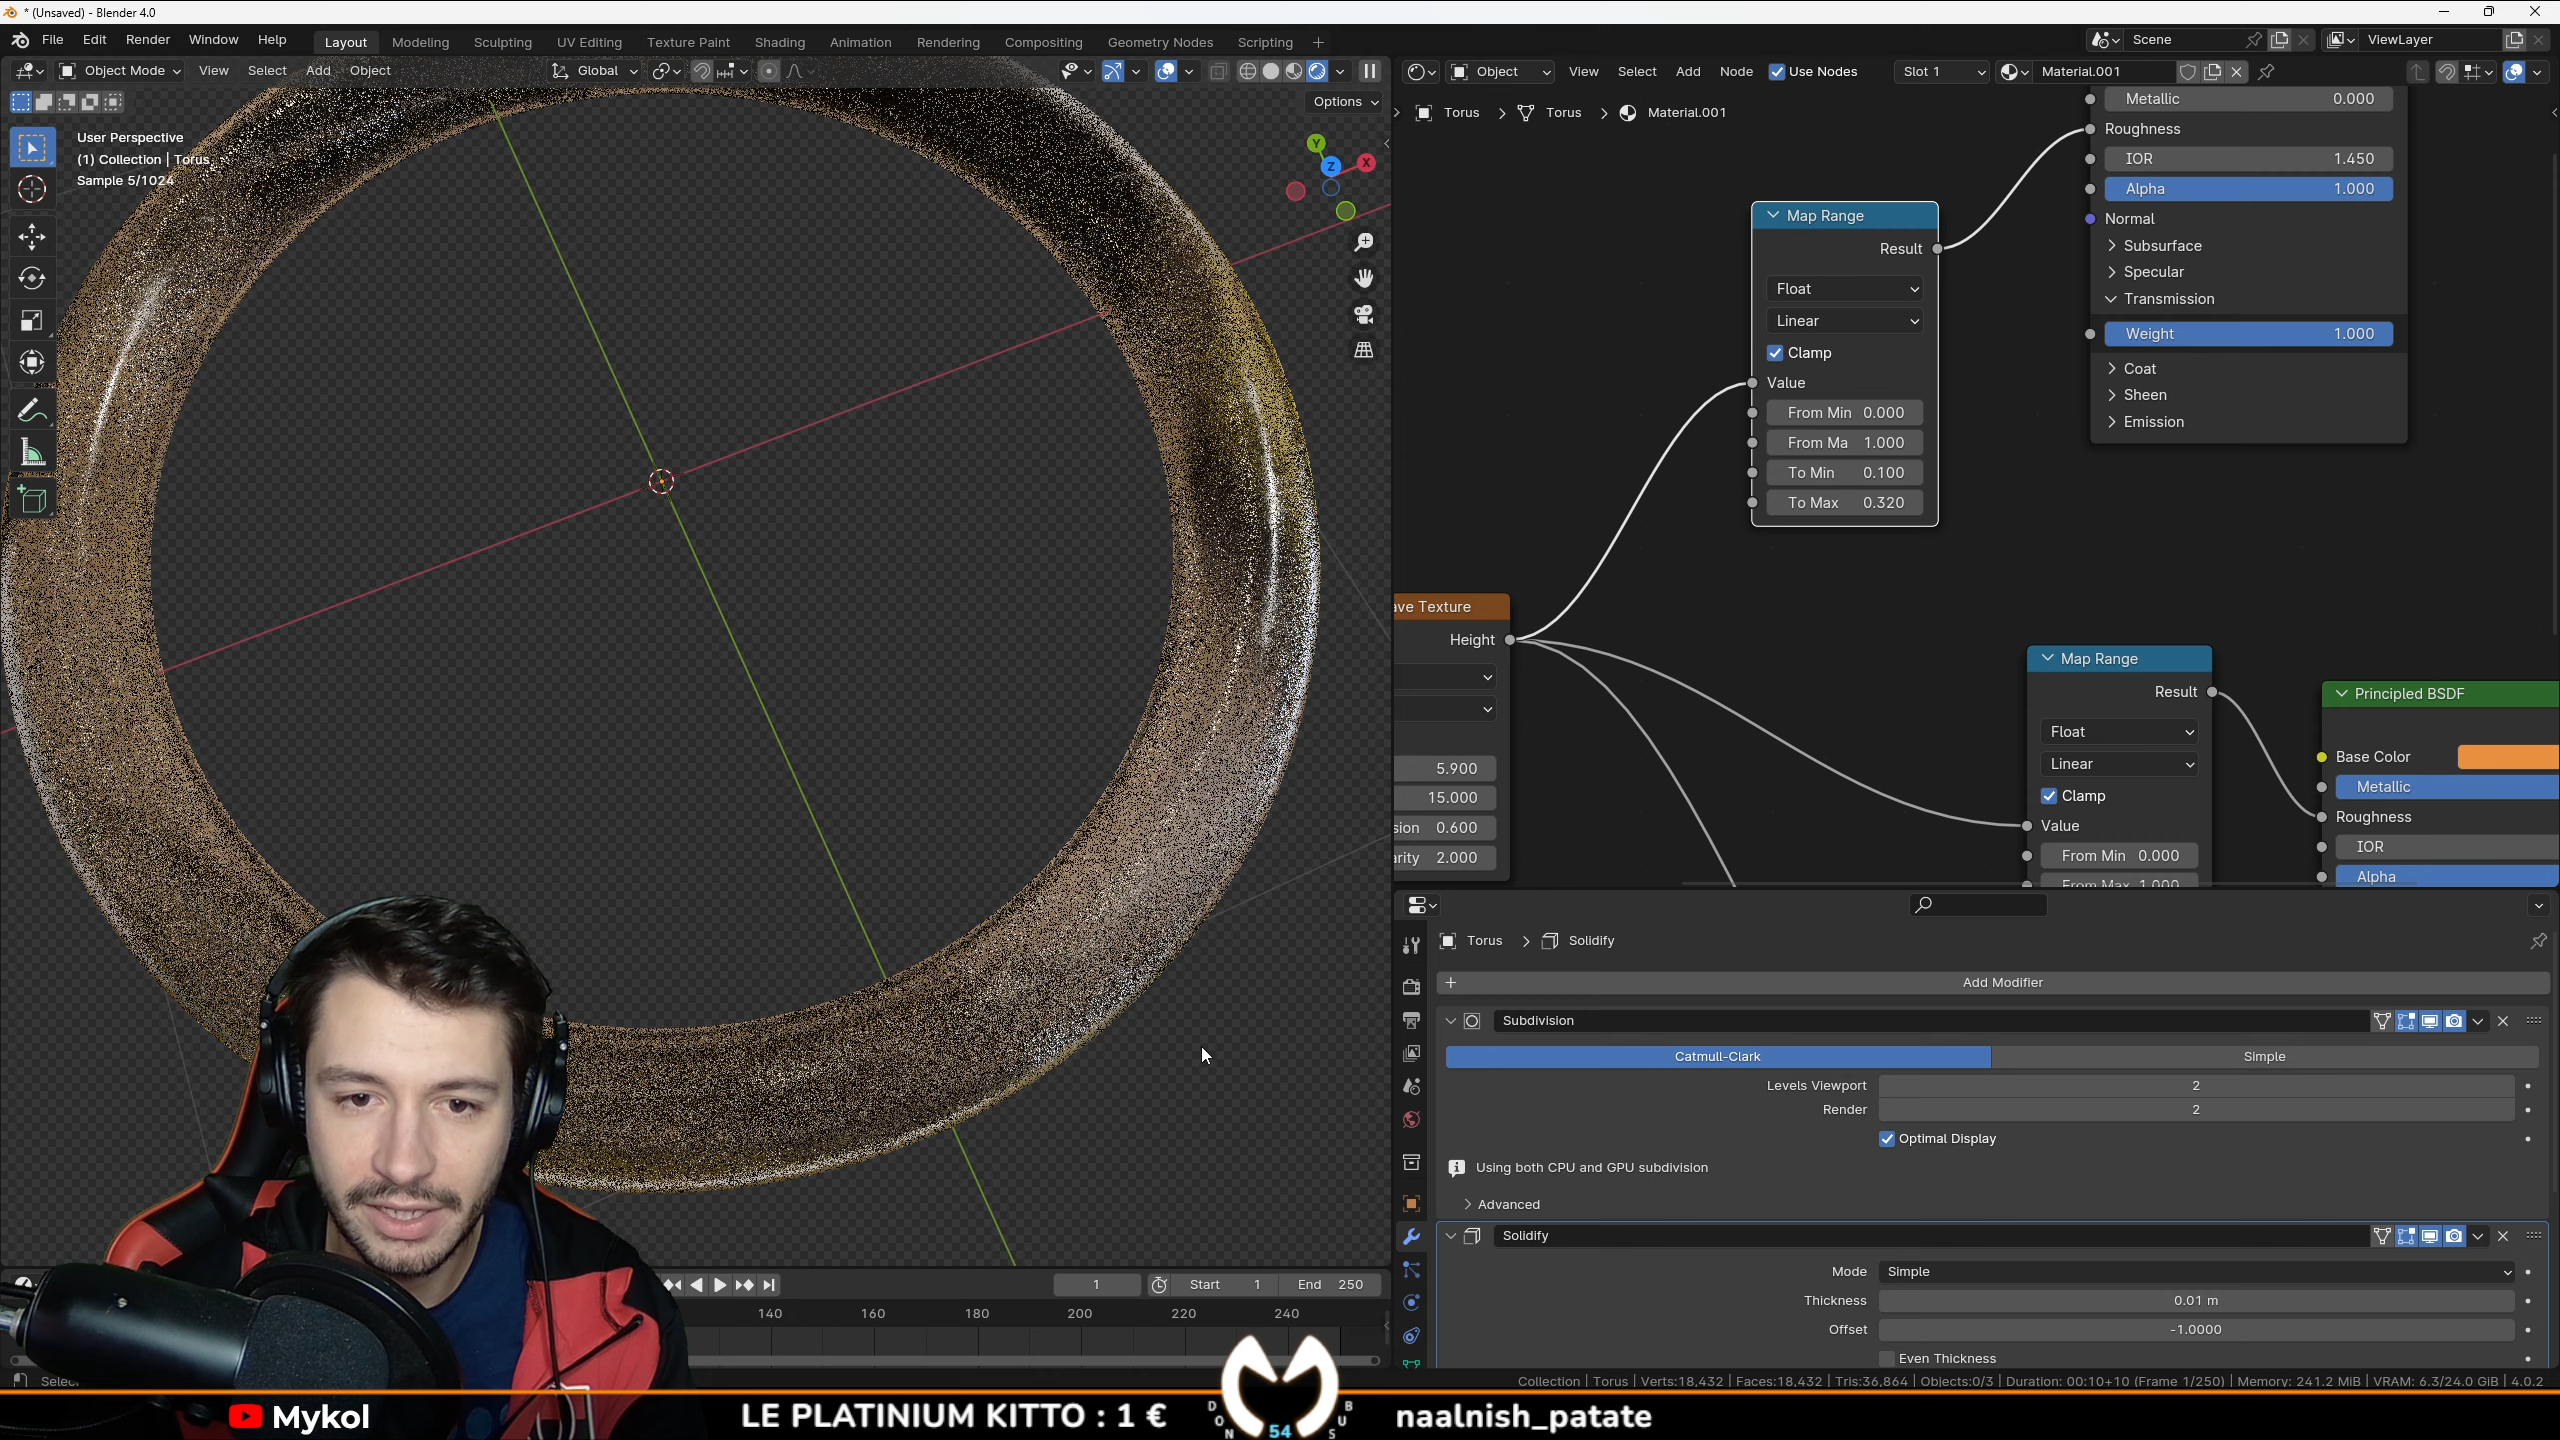 * (Unsaved) - Blender 4.0
File Edit Render Window Help Layout Modeling Sculpting UV Editing Texture Paint Shading Animation Rendering Compositing Geometry Nodes Scripting + Scene ViewLayer
Object Mode View Select Add Object Global
Object View Select Add Node Use Nodes Slot 1 Material.001
Options
User Perspective
(1) Collection | Torus
Sample 5/1024
Y
Z
X
Torus Torus Material.001
Metallic 0.000
Roughness
IOR 1.450
Alpha 1.000
Normal
Subsurface
Specular
Transmission
Weight 1.000
Coat
Sheen
Emission
Map Range
Result
Float
Linear
Clamp
Value
From Min 0.000
From Ma 1.000
To Min 0.100
To Max 0.320
ave Texture
Height
5.900
15.000
sion 0.600
arity 2.000
Map Range
Result
Float
Linear
Clamp
Value
From Min 0.000
From Max 1.000
Principled BSDF
Base Color
Metallic
Roughness
IOR
Alpha
Torus Solidify
+ Add Modifier
Subdivision
Catmull-Clark Simple
Levels Viewport 2
Render 2
Optimal Display
Using both CPU and GPU subdivision
Advanced
Solidify
Mode Simple
Thickness 0.01 m
Offset -1.0000
Even Thickness
1 Start 1 End 250
140 160 180 200 220 240
Selec
Collection | Torus | Verts:18,432 | Faces:18,432 | Tris:36,864 | Objects:0/3 | Duration: 00:10+10 (Frame 1/250) | Memory: 241.2 MiB | VRAM: 6.3/24.0 GiB | 4.0.2
Mykol
LE PLATINIUM KITTO : 1 €
DON 54 SUB
naalnish_patate